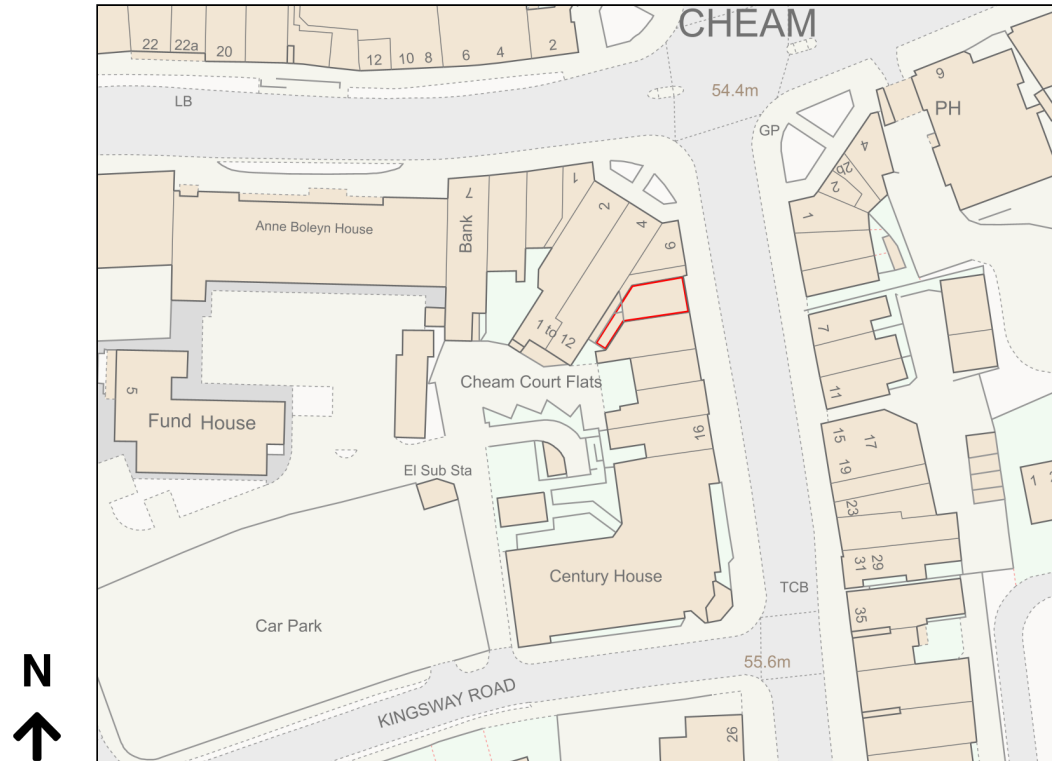 CHEAM
22
22a
20
12
10
8
6
4
2
9
PH
54.4m
LB
GP
4
2b
2
1
7
Bank
1
2
4
6
Anne Boleyn House
1 to 12
7
11
Cheam Court Flats
5
Fund House
16
15
17
19
El Sub Sta
23
1
Century House
31
29
TCB
35
Car Park
55.6m
KINGSWAY ROAD
26
N